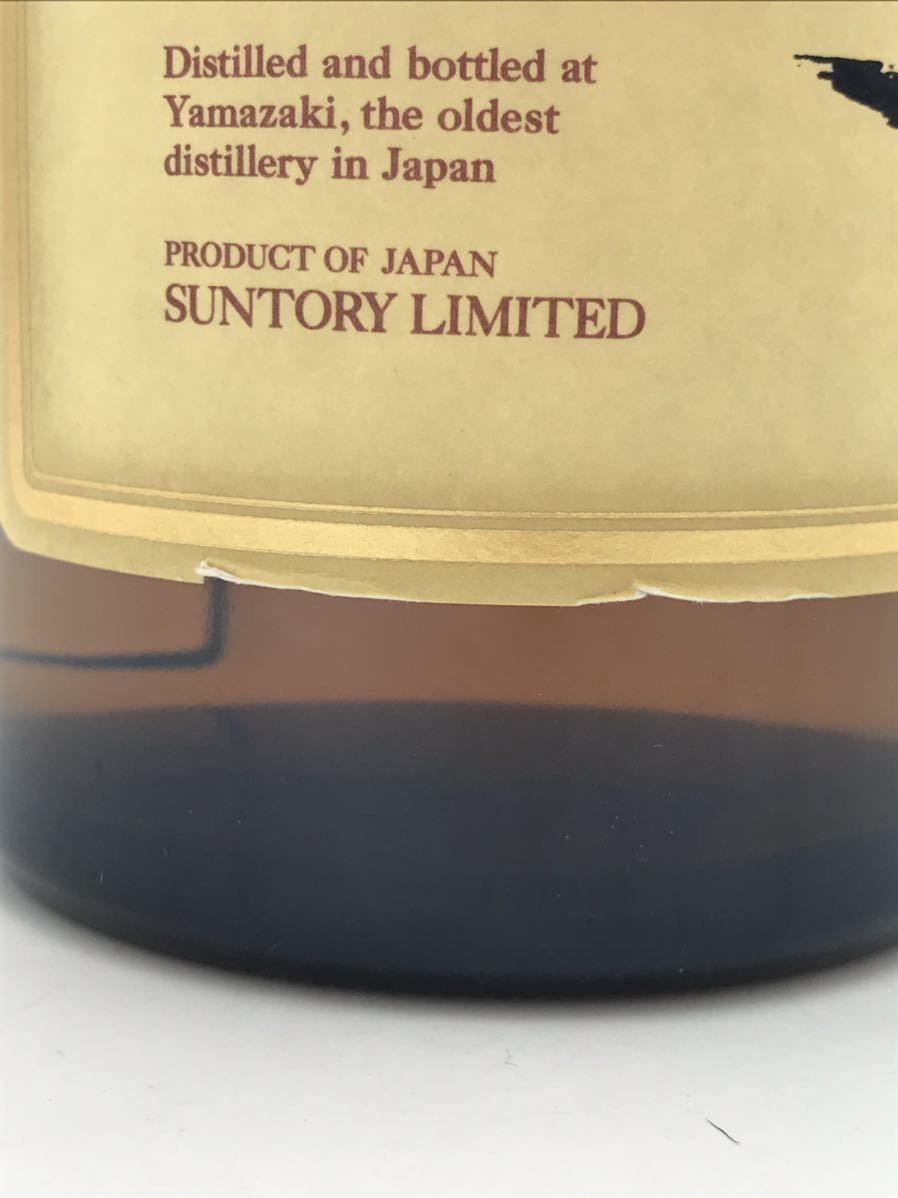 Distilled and bottled at
Yamazaki, the oldest
distillery in Japan
PRODUCT OF JAPAN
SUNTORY LIMITED